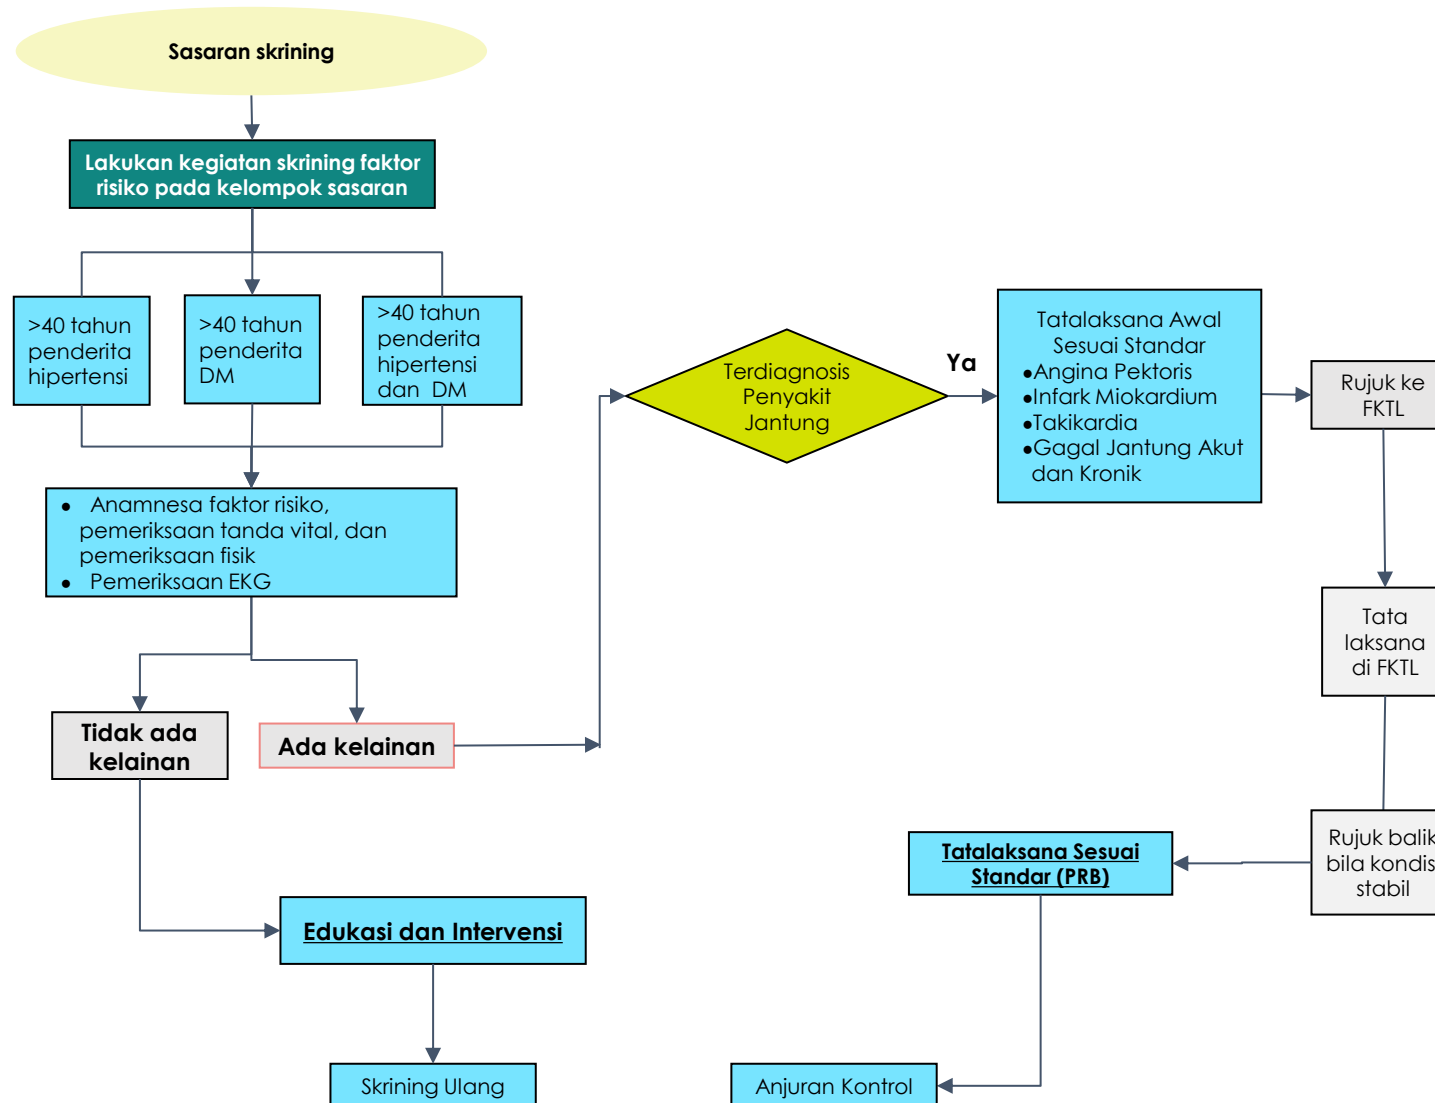 Sasaran skrining
Lakukan kegiatan skrining faktor
risiko pada kelompok sasaran
>40 tahun
penderita
hipertensi
>40 tahun
penderita
DM
>40 tahun
penderita
hipertensi
dan DM
● Anamnesa faktor risiko,
pemeriksaan tanda vital, dan
pemeriksaan fisik
● Pemeriksaan EKG
Tidak ada
kelainan
Ada kelainan
Terdiagnosis
Penyakit
Jantung
Ya
Tatalaksana Awal
Sesuai Standar
●Angina Pektoris
●Infark Miokardium
●Takikardia
●Gagal Jantung Akut
dan Kronik
Rujuk ke
FKTL
Tata
laksana
di FKTL
Rujuk balik
bila kondis
stabil
Tatalaksana Sesuai
Standar (PRB)
Edukasi dan Intervensi
Skrining Ulang
Anjuran Kontrol